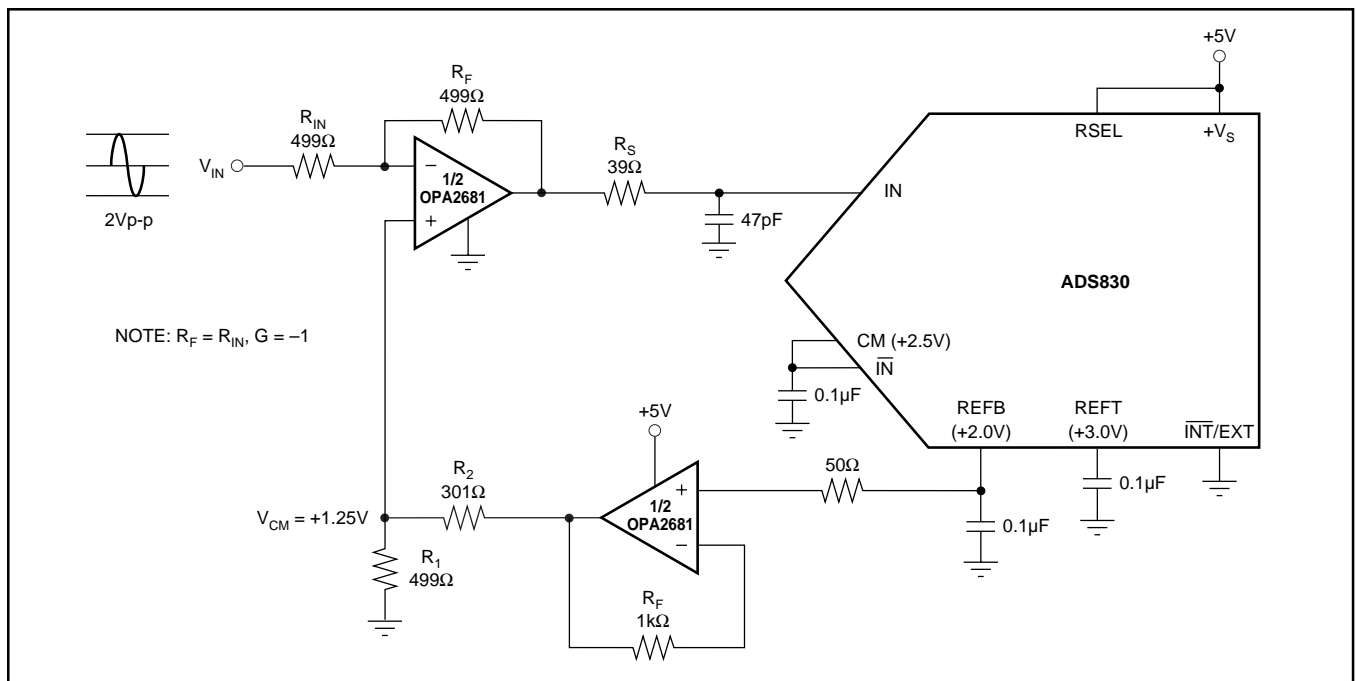 +5V
RSEL
+VS
RF
499Ω
RIN
499Ω
VIN
2Vp-p
−
1/2
OPA2681
+
RS
39Ω
47pF
IN
ADS830
NOTE: RF = RIN, G = –1
CM (+2.5V)
I̅N̅
0.1µF
REFB
(+2.0V)
REFT
(+3.0V)
I̅N̅T̅/EXT
+5V
R2
301Ω
50Ω
+
1/2
OPA2681
−
0.1µF
0.1µF
VCM = +1.25V
R1
499Ω
RF
1kΩ